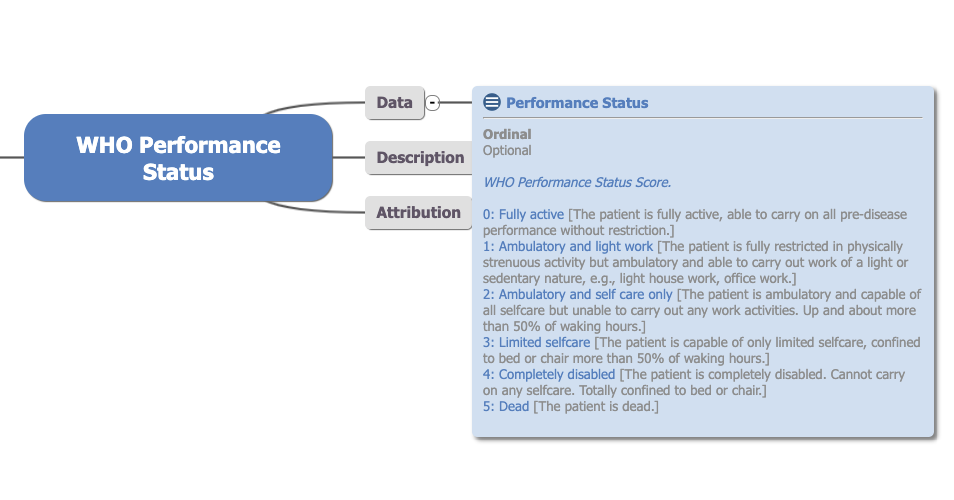 WHO Performance
Status
Data
Description
Attribution
Performance Status
Ordinal
Optional
WHO Performance Status Score.
0: Fully active [The patient is fully active, able to carry on all pre-disease
performance without restriction.]
1: Ambulatory and light work [The patient is fully restricted in physically
strenuous activity but ambulatory and able to carry out work of a light or
sedentary nature, e.g., light house work, office work.]
2: Ambulatory and self care only [The patient is ambulatory and capable of
all selfcare but unable to carry out any work activities. Up and about more
than 50% of waking hours.]
3: Limited selfcare [The patient is capable of only limited selfcare, confined
to bed or chair more than 50% of waking hours.]
4: Completely disabled [The patient is completely disabled. Cannot carry
on any selfcare. Totally confined to bed or chair.]
5: Dead [The patient is dead.]